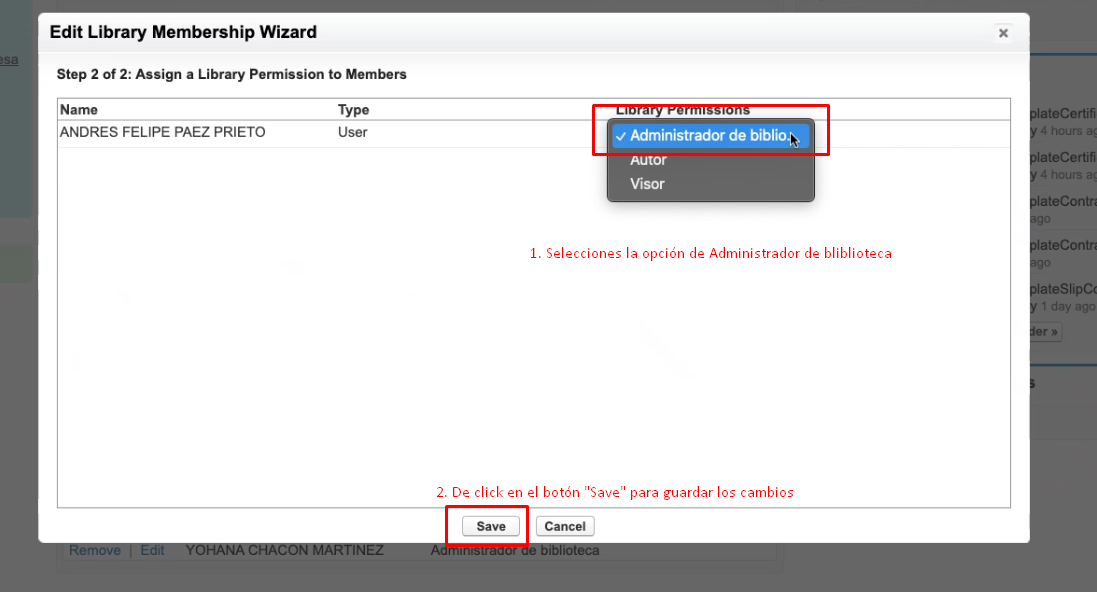 Edit Library Membership Wizard
esa
Step 2 of 2: Assign a Library Permission to Members
Name Type Library Permissions
ANDRES FELIPE PAEZ PRIETO User Administrador de biblio...
Autor
Visor
1. Selecciones la opción de Administrador de bliblioteca
2. De click en el botón "Save" para guardar los cambios
Save Cancel
Remove | Edit YOHANA CHACON MARTINEZ Administrador de biblioteca
plateCertifi
y 4 hours ag
plateCertifi
y 4 hours ag
plateContra
ago
plateContra
ago
plateSlipCo
y 1 day ago
der »
s